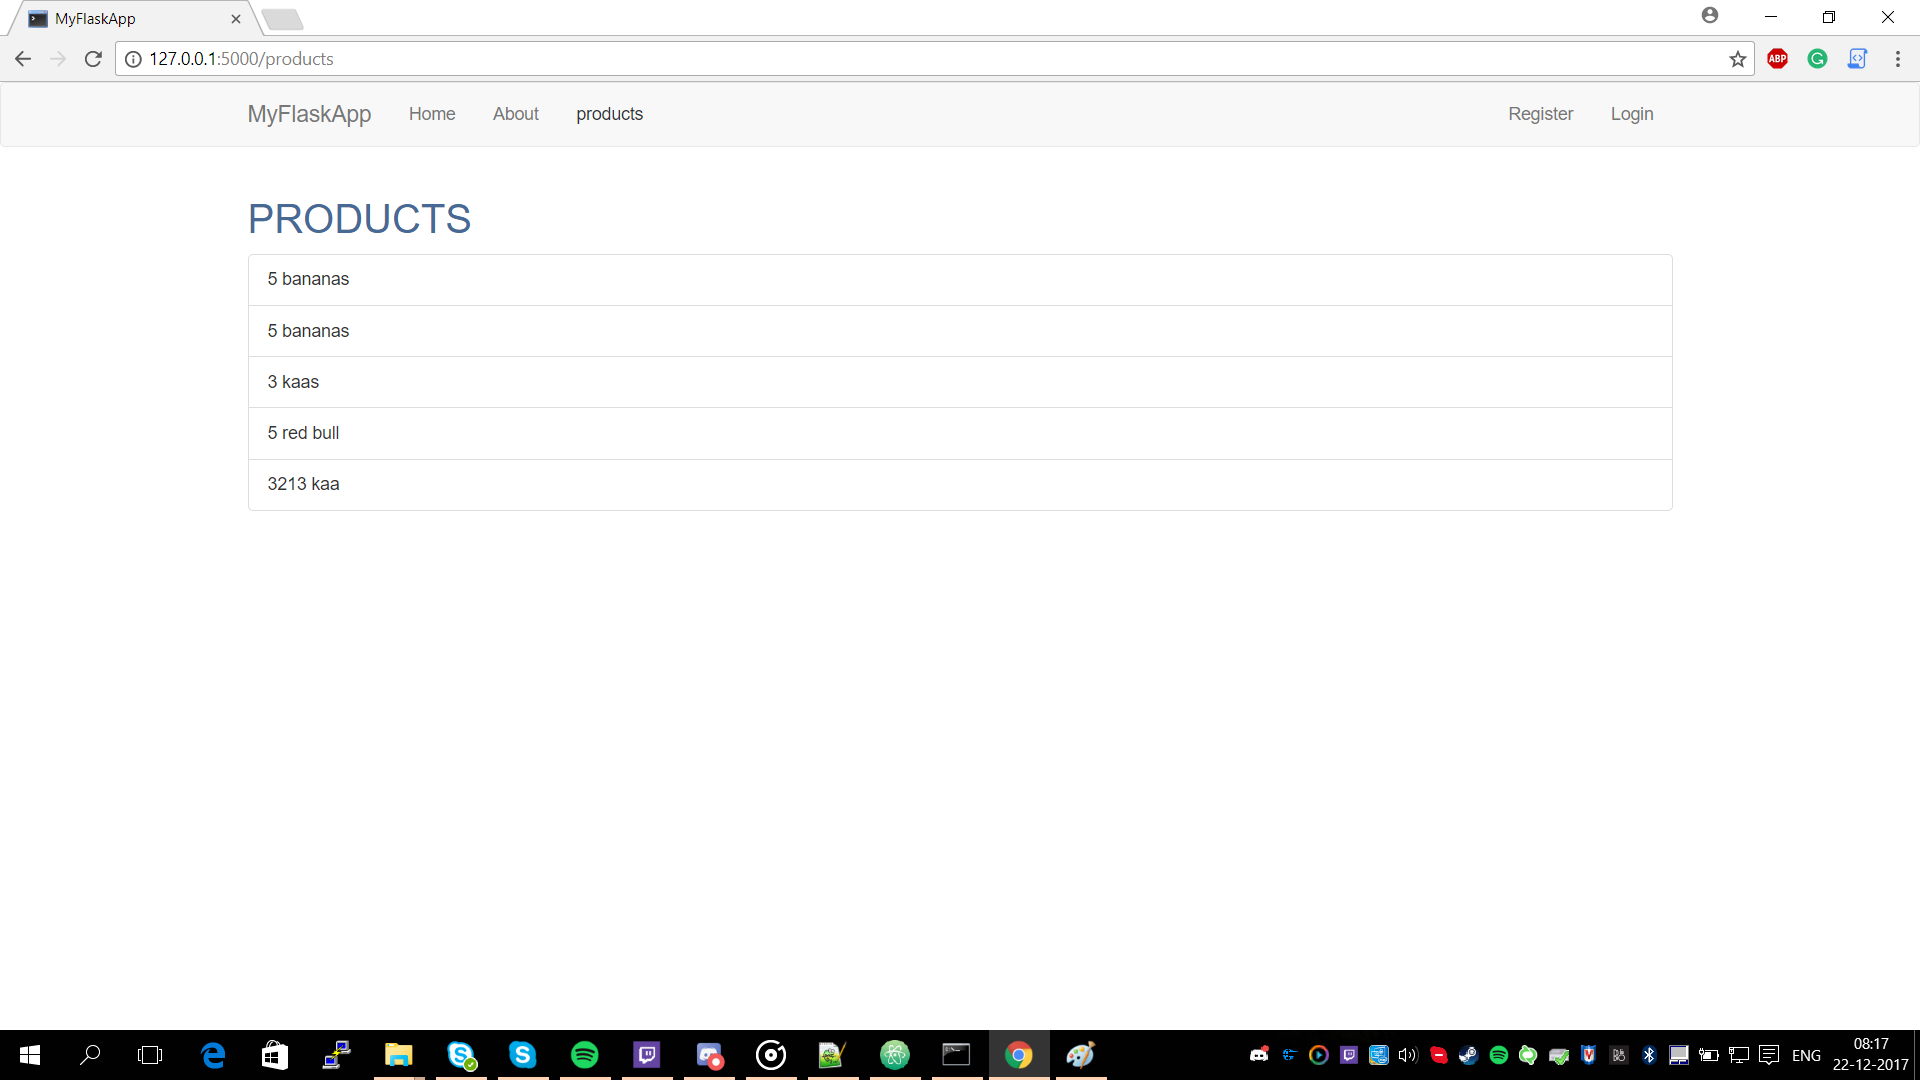 MyFlaskApp
127.0.0.1:5000/products
ABP
MyFlaskApp Home About products Register Login
PRODUCTS
5 bananas
5 bananas
3 kaas
5 red bull
3213 kaa
ENG
08:17
22-12-2017